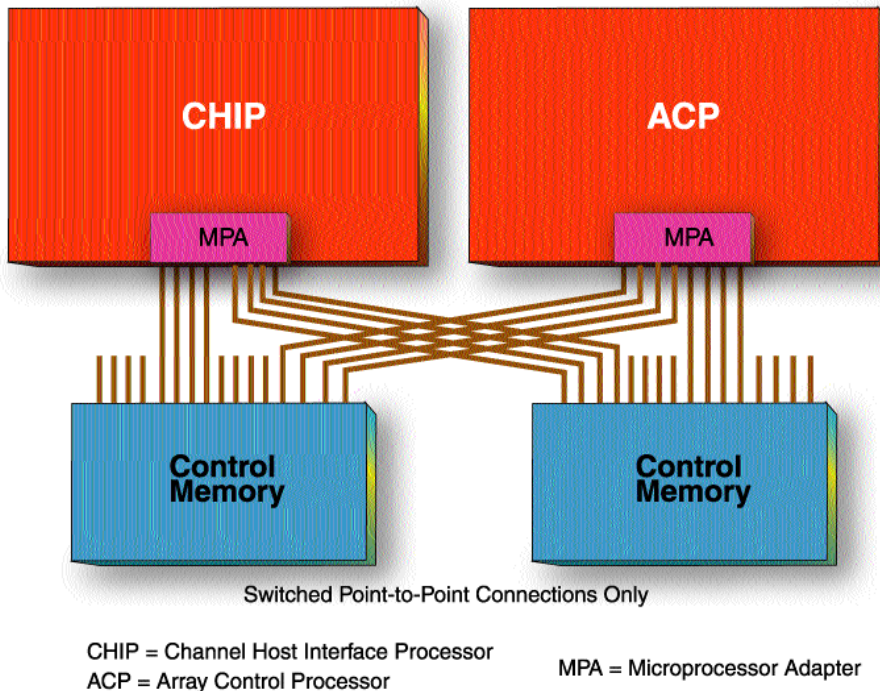 CHIP
ACP
MPA
MPA
Control
Memory
Control
Memory
Switched Point-to-Point Connections Only
CHIP = Channel Host Interface Processor
ACP = Array Control Processor
MPA = Microprocessor Adapter